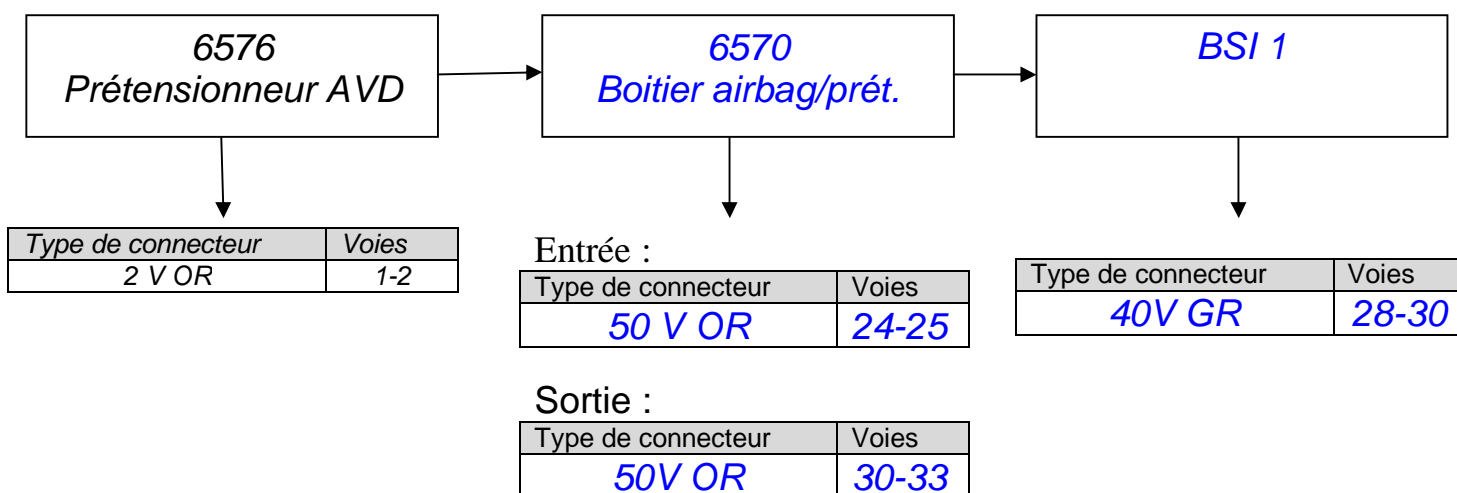 6576
Prétensionneur AVD
6570
Boitier airbag/prét.
BSI 1
Type de connecteur Voies
2 V OR 1-2
Entrée :
Type de connecteur Voies
50 V OR 24-25
Type de connecteur Voies
40V GR 28-30
Sortie :
Type de connecteur Voies
50V OR 30-33